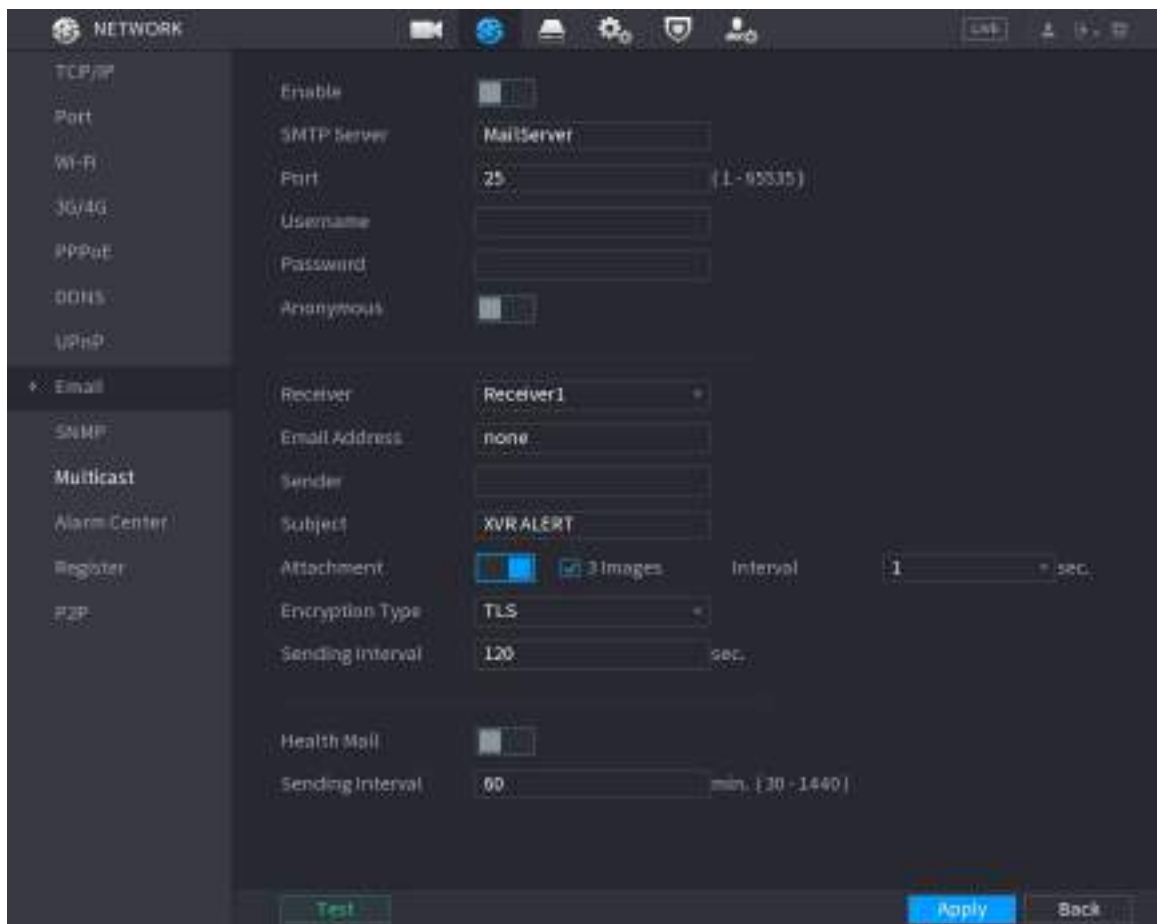 NETWORK
LIVE
TCP/IP
Port
Wi-Fi
3G/4G
PPPoE
DDNS
UPnP
Email
SNMP
Multicast
Alarm Center
Register
P2P
Enable
SMTP Server MailServer
Port 25 (1 - 65535)
Username
Password
Anonymous
Receiver Receiver1
Email Address none
Sender
Subject XVR ALERT
Attachment 3 Images Interval 1 sec.
Encryption Type TLS
Sending Interval 120 sec.
Health Mail
Sending Interval 60 min. (30 - 1440)
Test Apply Back